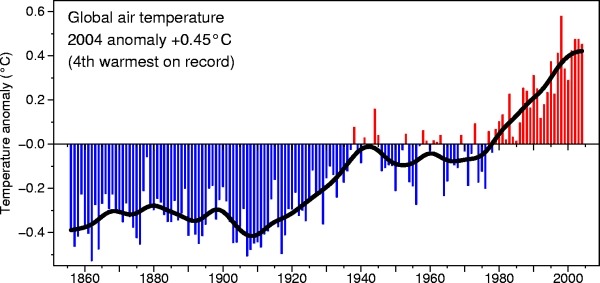 Global air temperature
2004 anomaly +0.45°C
(4th warmest on record)
Temperature anomaly (°C)
0.6
0.4
0.2
−0.0
−0.2
−0.4
1860 1880 1900 1920 1940 1960 1980 2000